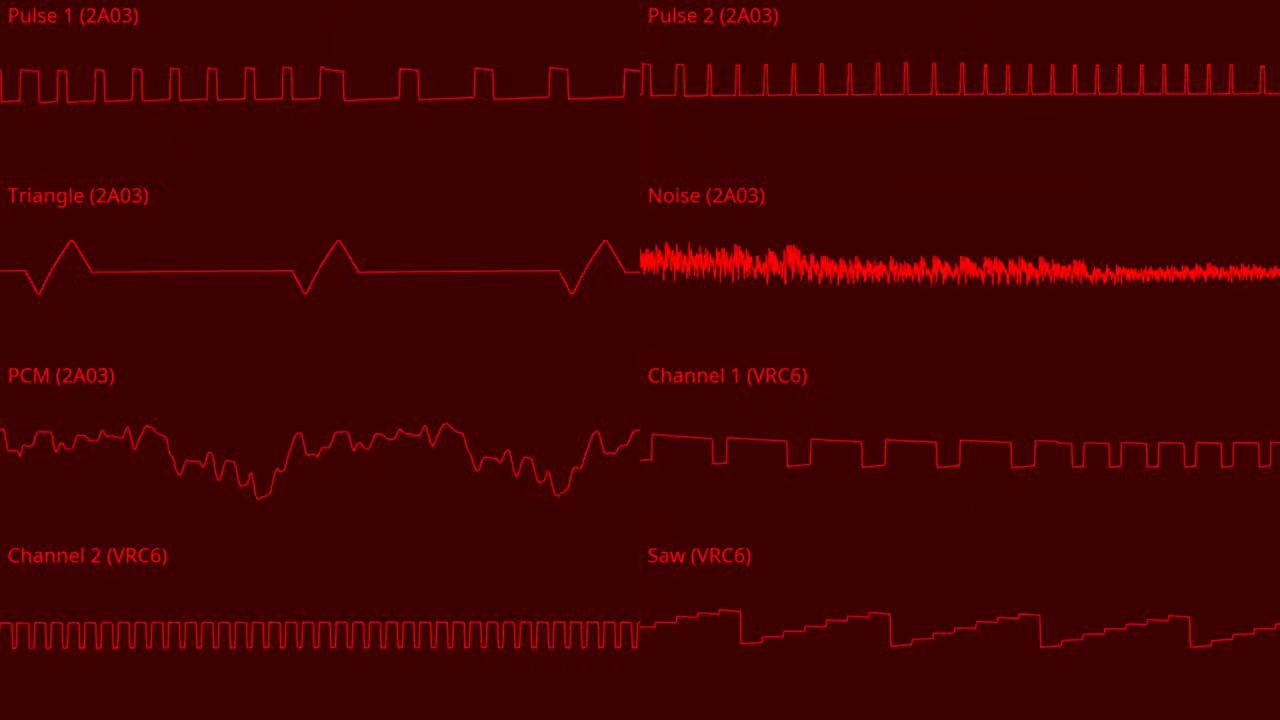 Pulse 1 (2A03)
Pulse 2 (2A03)
Triangle (2A03)
Noise (2A03)
PCM (2A03)
Channel 1 (VRC6)
Channel 2 (VRC6)
Saw (VRC6)